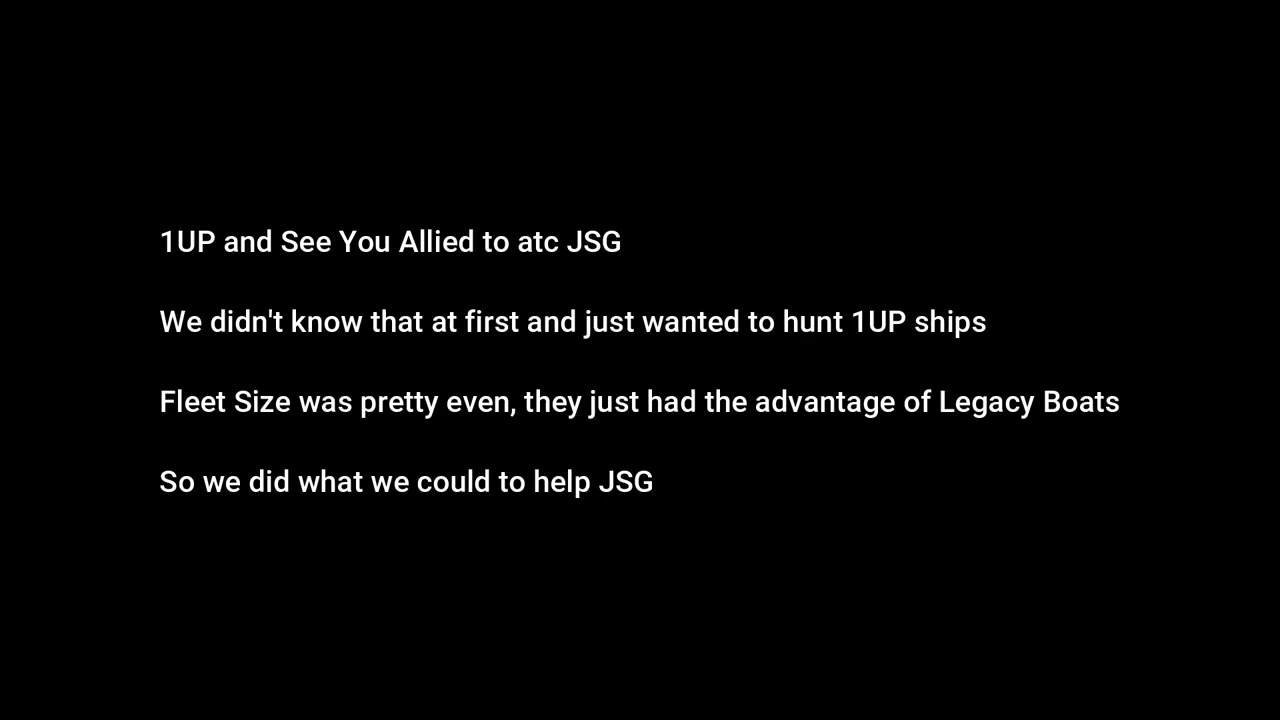 1UP and See You Allied to atc JSG
We didn't know that at first and just wanted to hunt 1UP ships
Fleet Size was pretty even, they just had the advantage of Legacy Boats
So we did what we could to help JSG